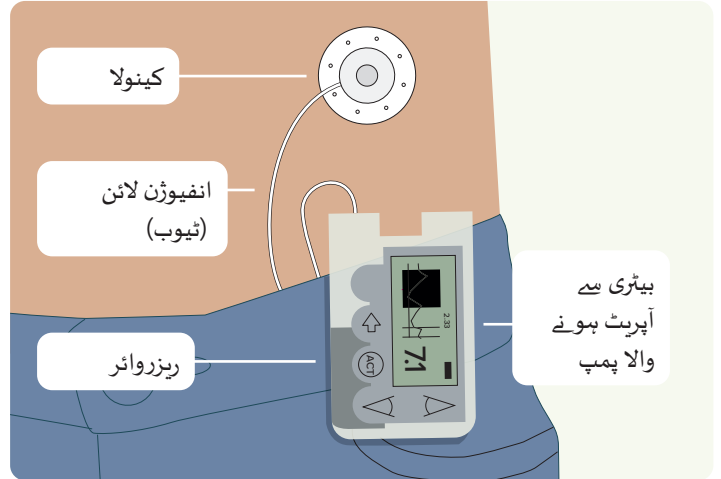 کینولا
انفیوژن لائن
(ٹیوب)
بیٹری سے
آپریٹ ہونے
والا پمپ
ریزروائر
2:33
7.1
ACT